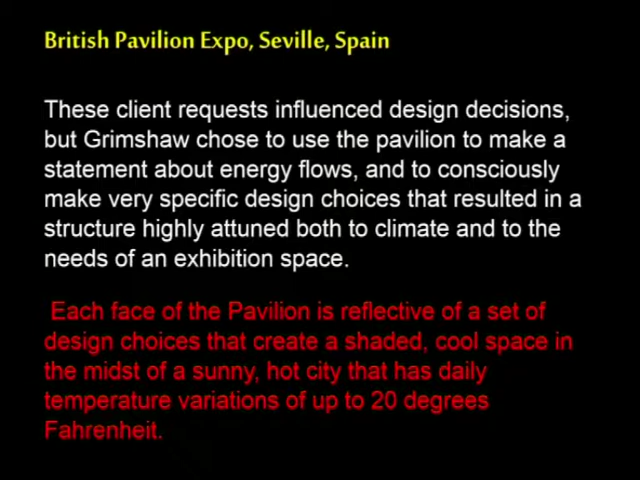 British Pavilion Expo, Seville, Spain
These client requests influenced design decisions,
but Grimshaw chose to use the pavilion to make a
statement about energy flows, and to consciously
make very specific design choices that resulted in a
structure highly attuned both to climate and to the
needs of an exhibition space.
Each face of the Pavilion is reflective of a set of
design choices that create a shaded, cool space in
the midst of a sunny, hot city that has daily
temperature variations of up to 20 degrees
Fahrenheit.